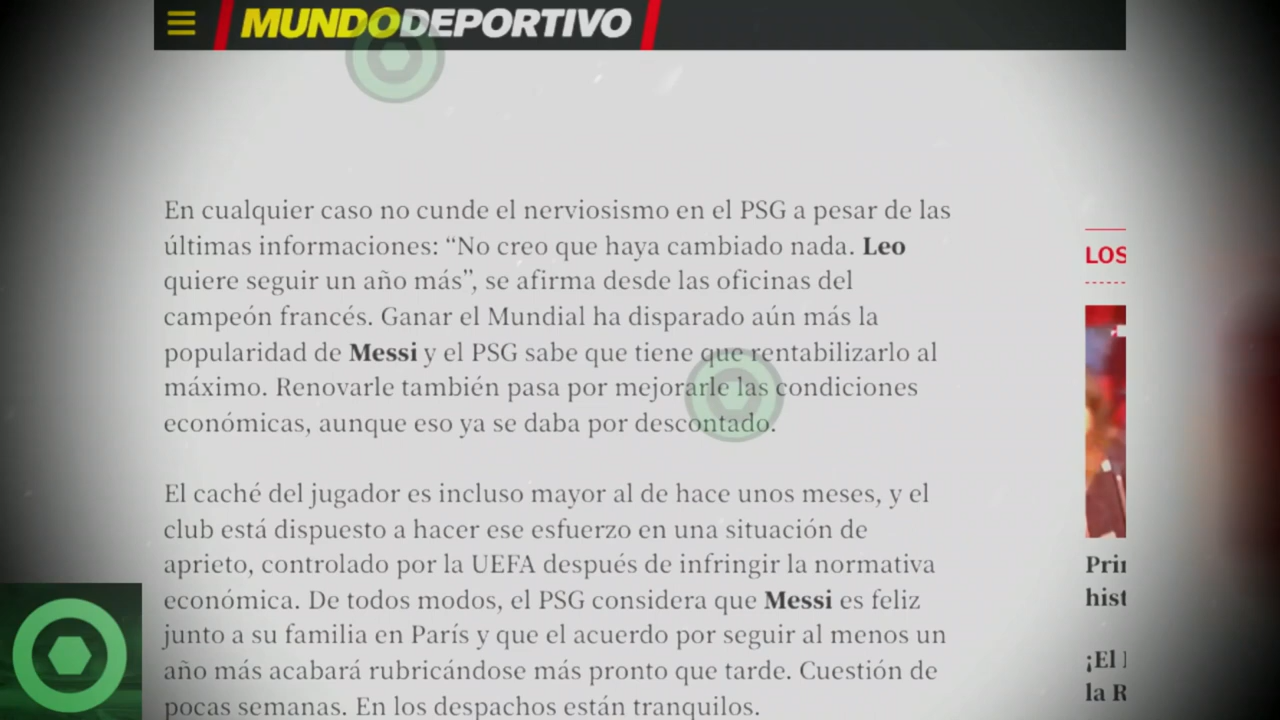 MUNDODEPORTIVO
En cualquier caso no cunde el nerviosismo en el PSG a pesar de las
últimas informaciones: “No creo que haya cambiado nada. Leo
quiere seguir un año más”, se afirma desde las oficinas del
campeón francés. Ganar el Mundial ha disparado aún más la
popularidad de Messi y el PSG sabe que tiene que rentabilizarlo al
máximo. Renovarle también pasa por mejorarle las condiciones
económicas, aunque eso ya se daba por descontado.
El caché del jugador es incluso mayor al de hace unos meses, y el
club está dispuesto a hacer ese esfuerzo en una situación de
aprieto, controlado por la UEFA después de infringir la normativa
económica. De todos modos, el PSG considera que Messi es feliz
junto a su familia en París y que el acuerdo por seguir al menos un
año más acabará rubricándose más pronto que tarde. Cuestión de
pocas semanas. En los despachos están tranquilos.
LOS
hist
¡El
la R